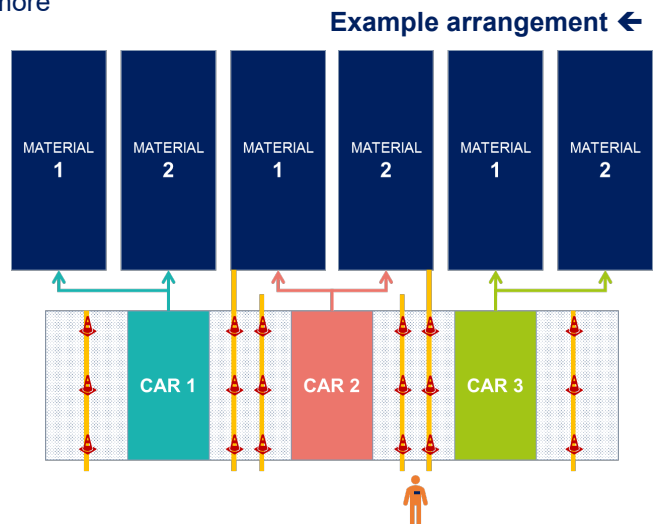 more
Example arrangement ←
MATERIAL
1
MATERIAL
2
MATERIAL
1
MATERIAL
2
MATERIAL
1
MATERIAL
2
CAR 1
CAR 2
CAR 3